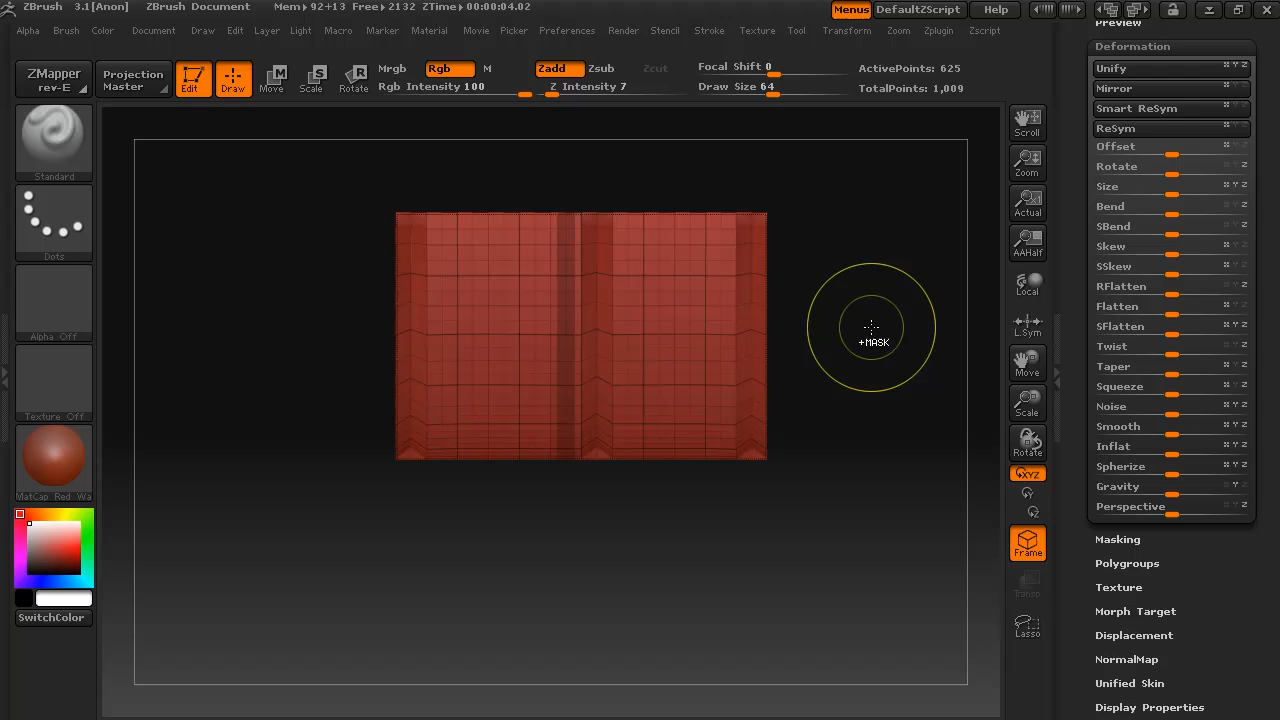 ZBrush 3.1[Anon] ZBrush Document Mem▸92+13 Free▸2132 ZTime▸00:00:04.02 Menus DefaultZScript Help
Alpha Brush Color Document Draw Edit Layer Light Macro Marker Material Movie Picker Preferences Render Stencil Stroke Texture Tool Transform Zoom Zplugin Zscript
ZMapper
rev-E
Projection
Master
Edit
Draw
Move
Scale
Rotate
Mrgb Rgb M
Rgb Intensity 100
Zadd Zsub Zcut
Z Intensity 7
Focal Shift 0
Draw Size 64
ActivePoints: 625
TotalPoints: 1,009
Standard
Dots
Alpha Off
Texture Off
MatCap Red Wa
SwitchColor
+MASK
Scroll
Zoom
Actual
AAHalf
Local
L.Sym
Move
Scale
Rotate
XYZ
Y
Z
Frame
Transp
Lasso
Preview
Deformation
Unify X Y Z
Mirror X Y Z
Smart ReSym X Y Z
ReSym X Y Z
Offset X Y Z
Rotate X Y Z
Size X Y Z
Bend X Y Z
SBend X Y Z
Skew X Y Z
SSkew X Y Z
RFlatten X Y Z
Flatten X Y Z
SFlatten X Y Z
Twist X Y Z
Taper X Y Z
Squeeze X Y Z
Noise X Y Z
Smooth X Y Z
Inflat X Y Z
Spherize X Y Z
Gravity X Y Z
Perspective X Y Z
Masking
Polygroups
Texture
Morph Target
Displacement
NormalMap
Unified Skin
Display Properties